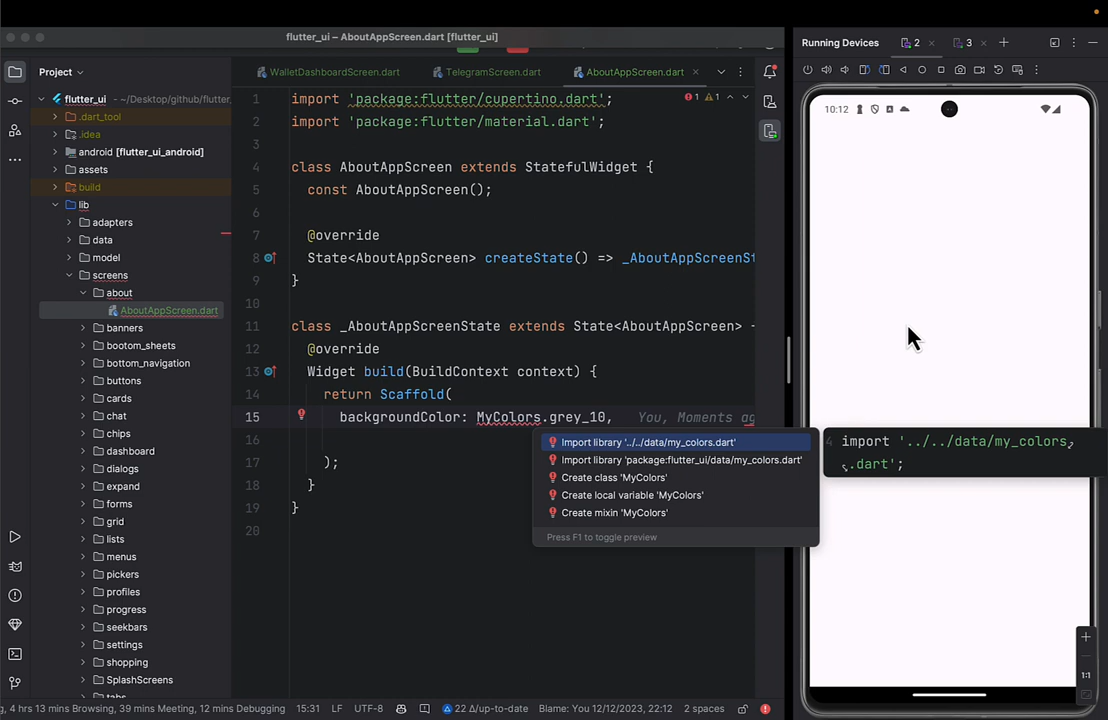 flutter_ui – AboutAppScreen.dart [flutter_ui]
Running Devices
2
3
Project
WalletDashboardScreen.dart
TelegramScreen.dart
AboutAppScreen.dart
flutter_ui - ~/Desktop/github/flutter_
.dart_tool
.idea
android [flutter_ui_android]
assets
build
lib
adapters
data
model
screens
about
AboutAppScreen.dart
banners
bootom_sheets
bottom_navigation
buttons
cards
chat
chips
dashboard
dialogs
expand
forms
grid
lists
menus
pickers
profiles
progress
seekbars
settings
shopping
SplashScreens
tabs
1 import 'package:flutter/cupertino.dart';
1 1
2 import 'package:flutter/material.dart';
3
4 class AboutAppScreen extends StatefulWidget {
5 const AboutAppScreen();
6
7 @override
8 State<AboutAppScreen> createState() => _AboutAppScreenSt
9 }
10
11 class _AboutAppScreenState extends State<AboutAppScreen>
12 @override
13 Widget build(BuildContext context) {
14 return Scaffold(
15 backgroundColor: MyColors.grey_10, You, Moments ag
16
17 );
18 }
19 }
20
Import library '../../data/my_colors.dart'
Import library 'package:flutter_ui/data/my_colors.dart'
Create class 'MyColors'
Create local variable 'MyColors'
Create mixin 'MyColors'
Press F1 to toggle preview
4 import '../../data/my_colors
.dart';
10:12
1:1
g, 4 hrs 13 mins Browsing, 39 mins Meeting, 12 mins Debugging
15:31
LF
UTF-8
22 Δ/up-to-date
Blame: You 12/12/2023, 22:12
2 spaces